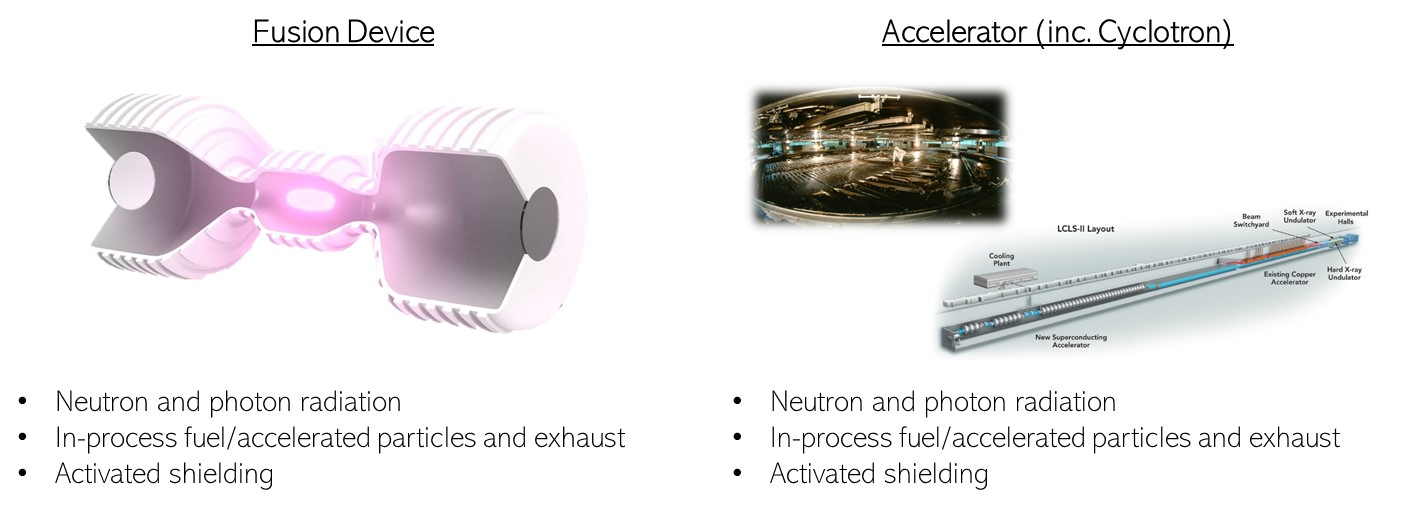 Fusion Device
Accelerator (inc. Cyclotron)
LCLS-II Layout
Cooling
Plant
Beam
Switchyard
Soft X-ray
Undulator
Experimental
Halls
Existing Copper
Accelerator
Hard X-ray
Undulator
New Superconducting
Accelerator
• Neutron and photon radiation
• In-process fuel/accelerated particles and exhaust
• Activated shielding
• Neutron and photon radiation
• In-process fuel/accelerated particles and exhaust
• Activated shielding